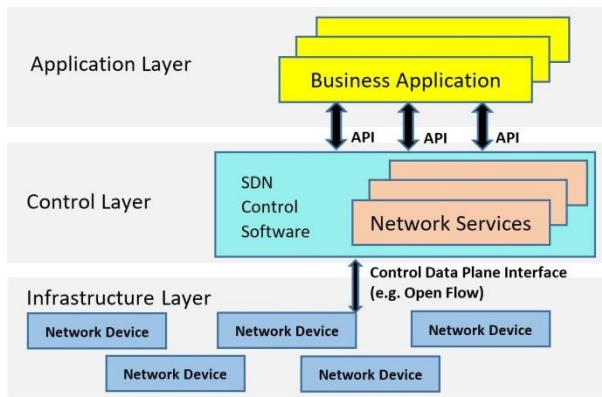 Application Layer
Business Application
API
API
API
Control Layer
SDN
Control
Software
Network Services
Control Data Plane Interface
(e.g. Open Flow)
Infrastructure Layer
Network Device
Network Device
Network Device
Network Device
Network Device